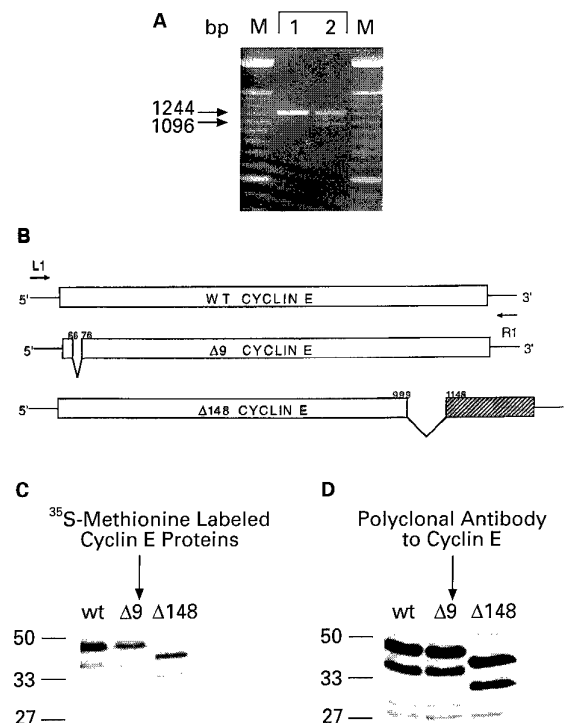 A
bp M 1 2 M
1244
1096
B
L1
5' WT CYCLIN E 3'
R1
66 76
5' Δ9 CYCLIN E 3'
989 1148
5' Δ148 CYCLIN E
C
³⁵S-Methionine Labeled
Cyclin E Proteins
wt Δ9 Δ148
50
33
27
D
Polyclonal Antibody
to Cyclin E
wt Δ9 Δ148
50
33
27